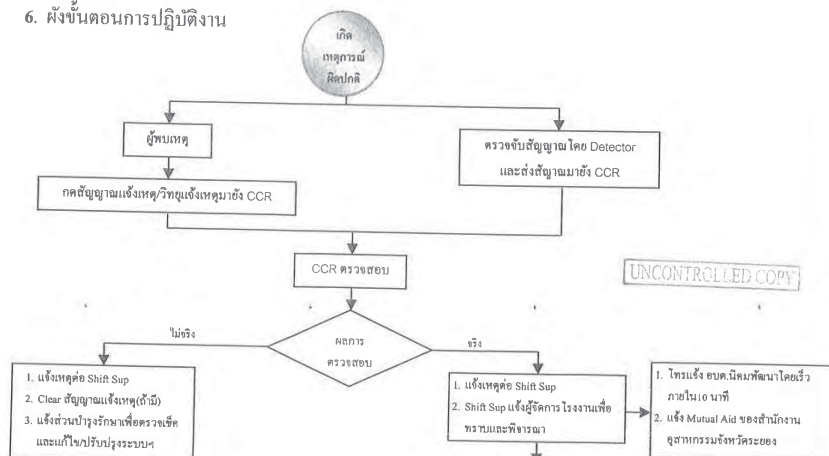 6. ผังขั้นตอนการปฏิบัติงาน
เกิด
เหตุการณ์
ผิดปกติ
ผู้พบเหตุ
ตรวจจับสัญญาณโดย Detector
และส่งสัญญาณมายัง CCR
กดสัญญาณแจ้งเหตุ/วิทยุแจ้งเหตุมายัง CCR
CCR ตรวจสอบ
UNCONTROLLED COPY
ไม่จริง
ผลการ
ตรวจสอบ
จริง
1. แจ้งเหตุต่อ Shift Sup
2. Clear สัญญาณแจ้งเหตุ(ถ้ามี)
3. แจ้งส่วนบำรุงรักษาเพื่อตรวจเช็ค
และแก้ไข/ปรับปรุงระบบฯ
1. แจ้งเหตุต่อ Shift Sup
2. Shift Sup แจ้งผู้จัดการโรงงานเพื่อ
ทราบและพิจารณา
1. โทรแจ้ง อบต.นิคมพัฒนาโดยเร็ว
ภายใน10 นาที
2. แจ้ง Mutual Aid ของสำนักงาน
อุสาหกรรมจังหวัดระยอง